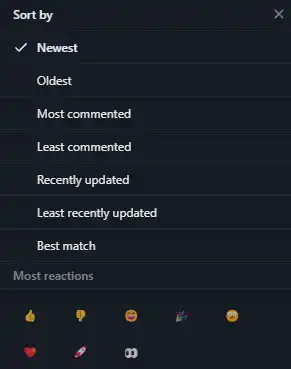 Sort by
Newest
Oldest
Most commented
Least commented
Recently updated
Least recently updated
Best match
Most reactions